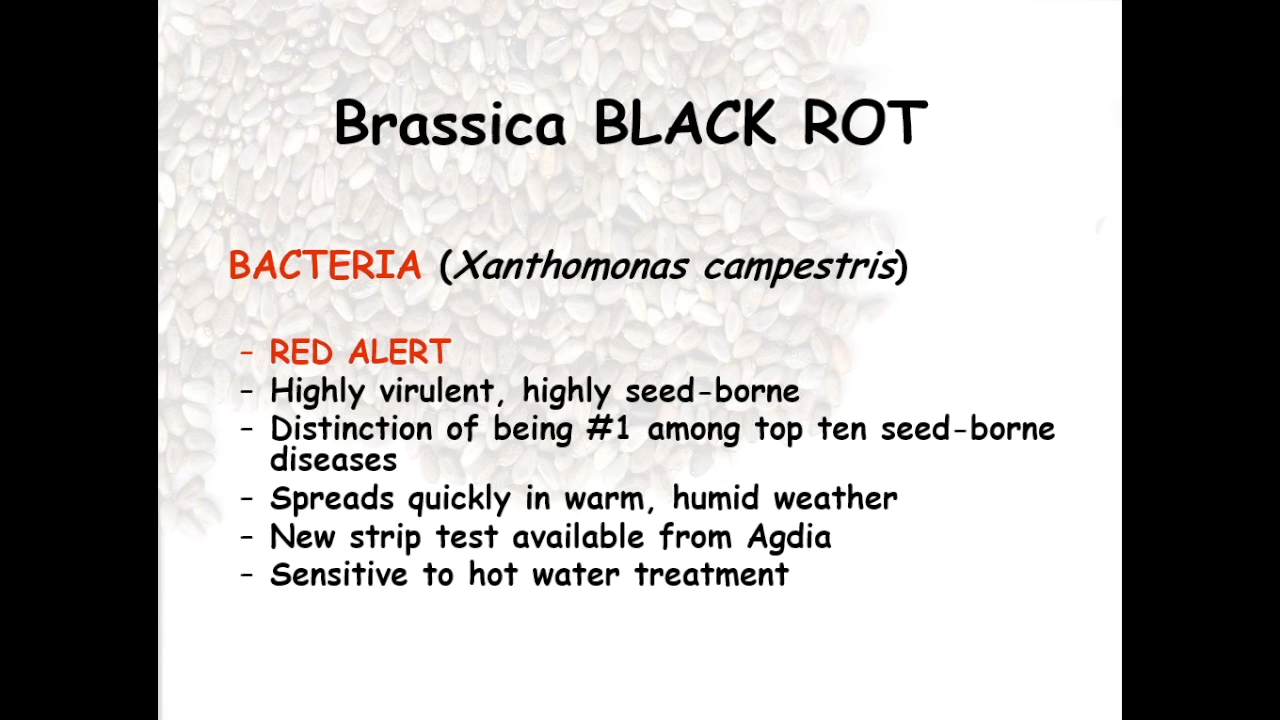 Brassica BLACK ROT
BACTERIA (Xanthomonas campestris)
– RED ALERT
– Highly virulent, highly seed-borne
– Distinction of being #1 among top ten seed-borne
diseases
– Spreads quickly in warm, humid weather
– New strip test available from Agdia
– Sensitive to hot water treatment